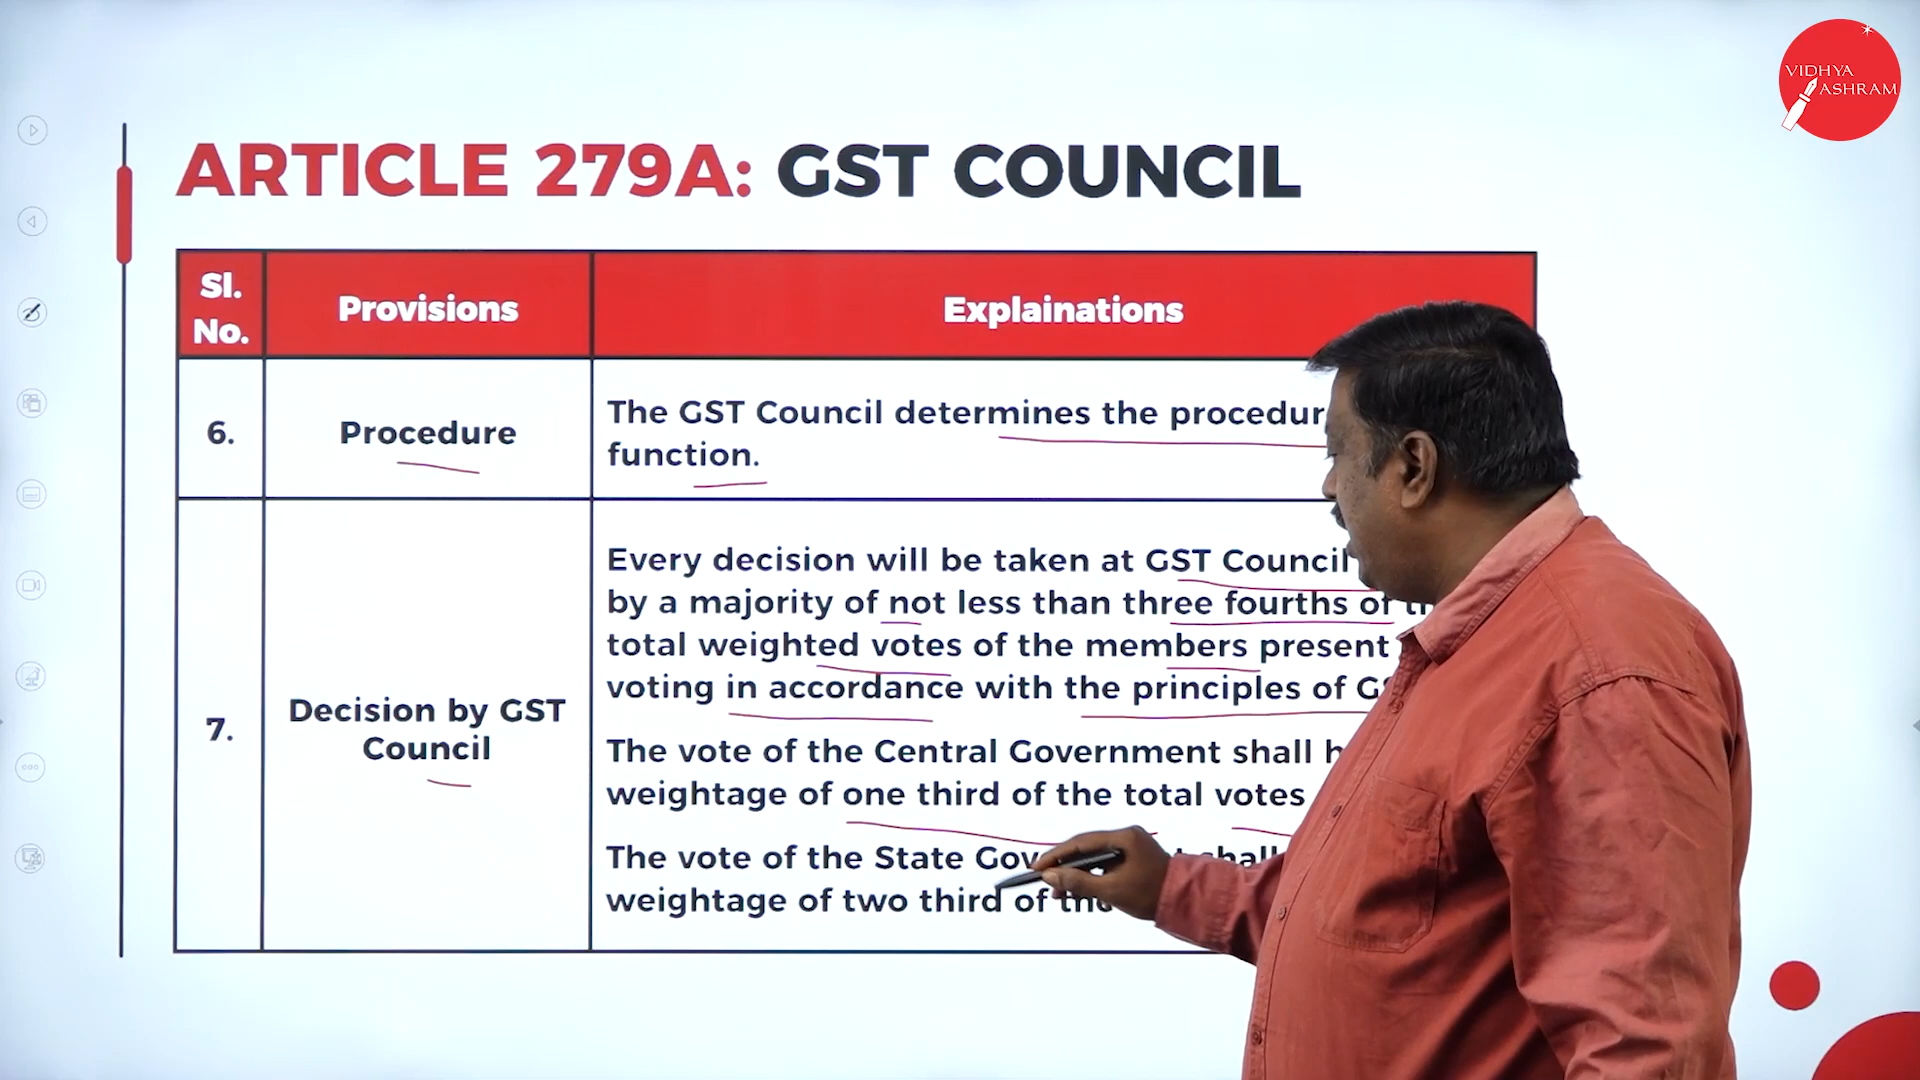 VIDHYA
ASHRAM
ARTICLE 279A: GST COUNCIL
Sl.
No.
Provisions
Explainations
6.
Procedure
The GST Council determines the
function.
7.
Decision by GST
Council
Every decision will be taken at GST Council
by a majority of not less than three fourths of
total weighted votes of the members present
voting in accordance with the principles of
The vote of the Central Government shall
weightage of one third of the total votes
The vote of the State shall
weightage of two third of the